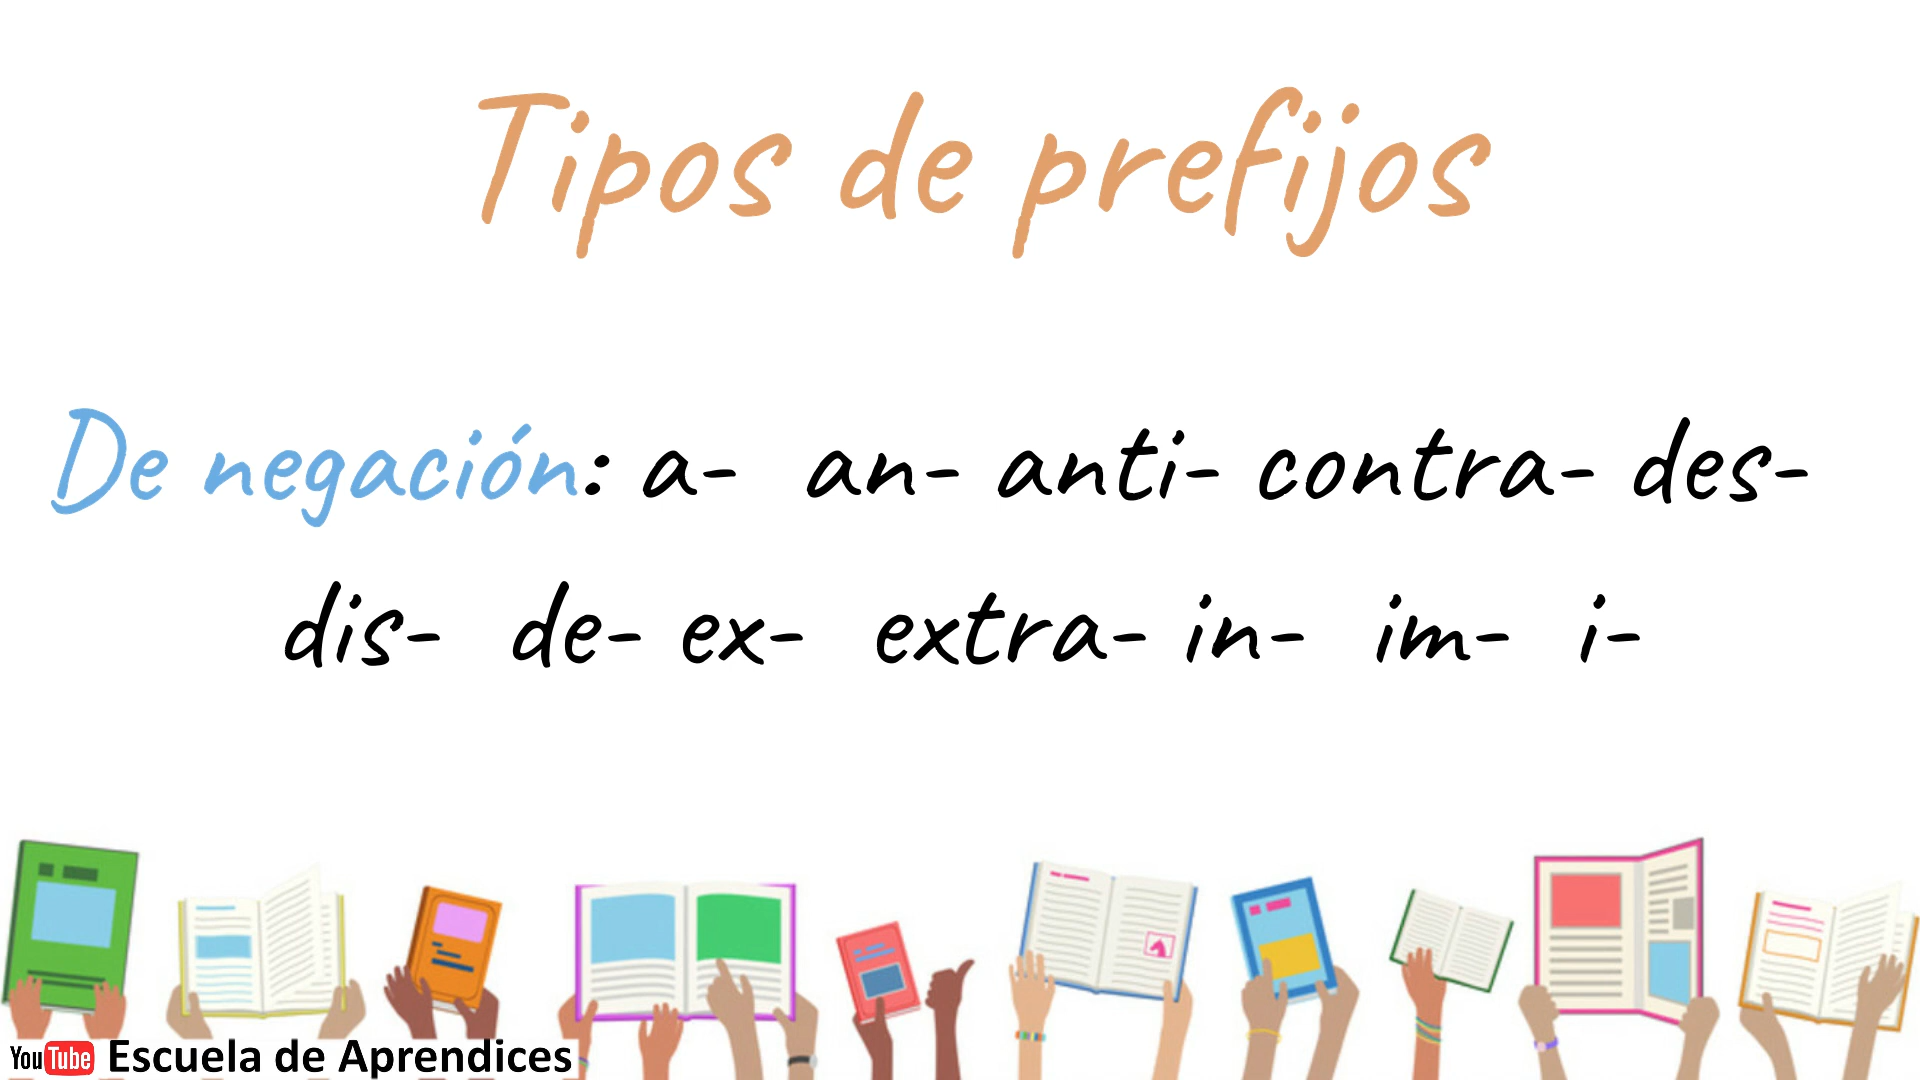 Tipos de prefijos
De negación: a- an- anti- contra- des-
dis- de- ex- extra- in- im- i-
YouTube Escuela de Aprendices